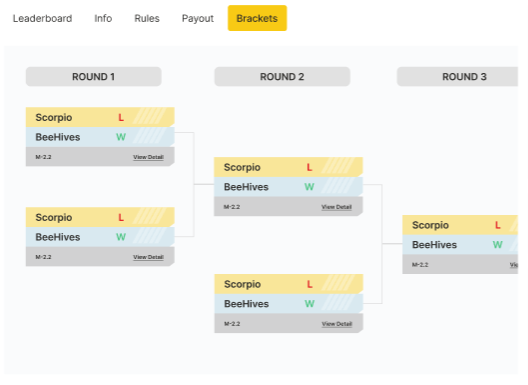 Leaderboard Info Rules Payout Brackets
ROUND 1 ROUND 2 ROUND 3
Scorpio L
BeeHives W
M-2.2 View Detail
Scorpio L
BeeHives W
M-2.2 View Detail
Scorpio L
BeeHives W
M-2.2 View Detail
Scorpio L
BeeHives W
M-2.2 View Detail
Scorpio L
BeeHives W
M-2.2